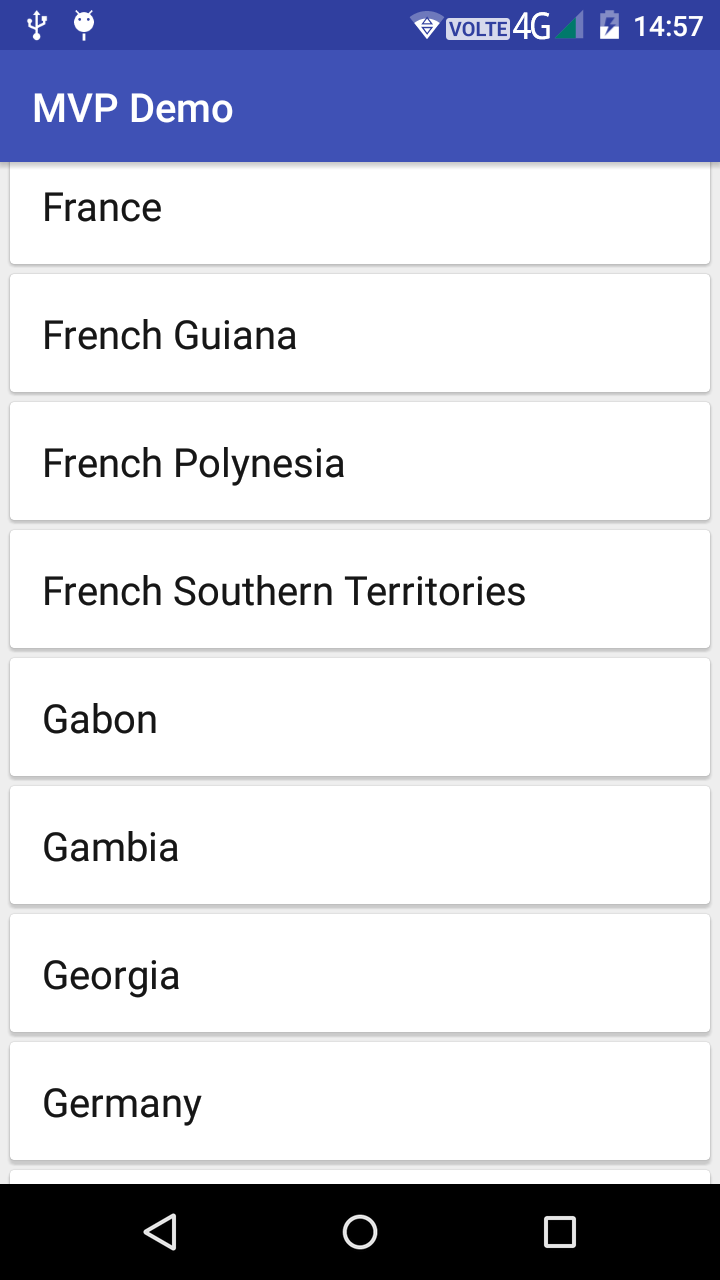 VOLTE 4G 14:57
MVP Demo
France
French Guiana
French Polynesia
French Southern Territories
Gabon
Gambia
Georgia
Germany